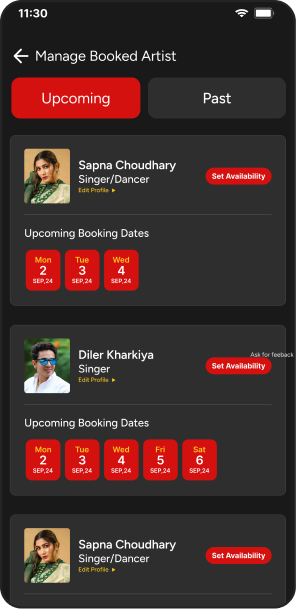 11:30
Manage Booked Artist
Upcoming
Past
Sapna Choudhary
Singer/Dancer
Edit Profile
Set Availability
Upcoming Booking Dates
Mon Tue Wed
2 3 4
SEP,24 SEP,24 SEP,24
Diler Kharkiya
Singer
Edit Profile
Ask for feeback
Set Availability
Upcoming Booking Dates
Mon Tue Wed Fri Sat
2 3 4 5 6
SEP,24 SEP,24 SEP,24 SEP,24 SEP,24
Sapna Choudhary
Singer/Dancer
Edit Profile
Set Availability